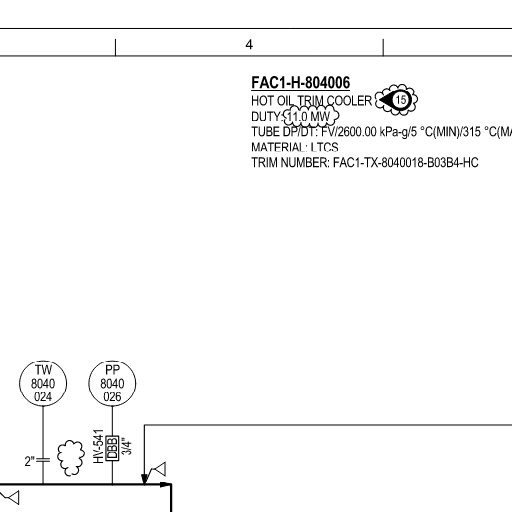 4
FAC1-H-804006
HOT OIL TRIM COOLER 15
DUTY: 11.0 MW
TUBE DP/DT: FV/2600.00 kPa-g/5 °C(MIN)/315 °C(MA
MATERIAL: LTCS
TRIM NUMBER: FAC1-TX-8040018-B03B4-HC
TW
8040
024
PP
8040
026
2"
HV-541
DBB
3/4"